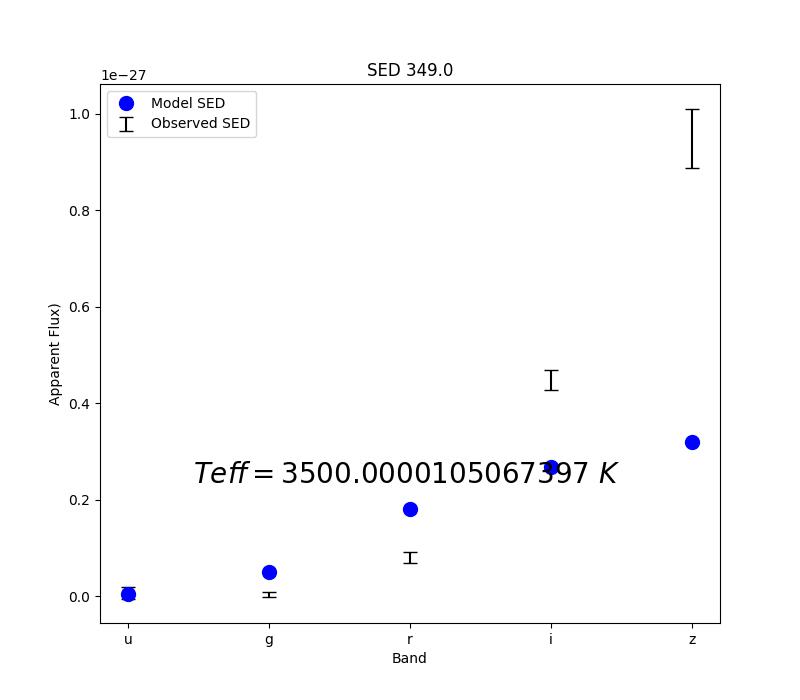 SED 349.0
1e−27
Model SED
Observed SED
1.0
0.8
0.6
0.4
0.2
0.0
Apparent Flux)
Teff = 3500.0000105067397 K
u g r i z
Band